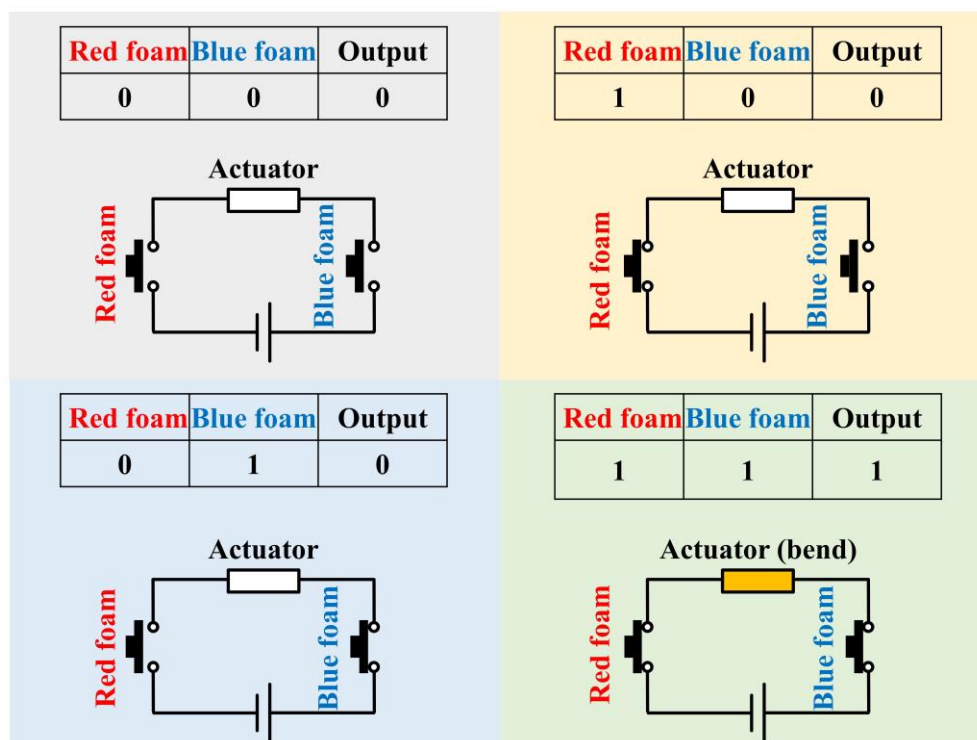 Red foam Blue foam Output
0 0 0
Actuator
Red foam
Blue foam
Red foam Blue foam Output
1 0 0
Actuator
Red foam
Blue foam
Red foam Blue foam Output
0 1 0
Actuator
Red foam
Blue foam
Red foam Blue foam Output
1 1 1
Actuator (bend)
Red foam
Blue foam